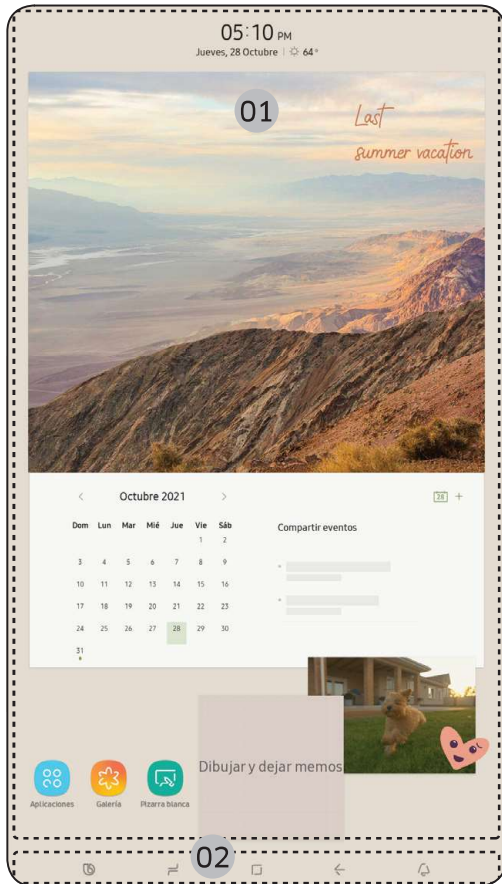 05:10 PM
Jueves, 28 Octubre | 64°
01
Last
summer vacation
< Octubre 2021 >
28 +
Dom Lun Mar Mié Jue Vie Sáb
Compartir eventos
1 2
3 4 5 6 7 8 9
10 11 12 13 14 15 16
17 18 19 20 21 22 23
24 25 26 27 28 29 30
31
Dibujar y dejar memos
Aplicaciones Galería Pizarra blanca
02